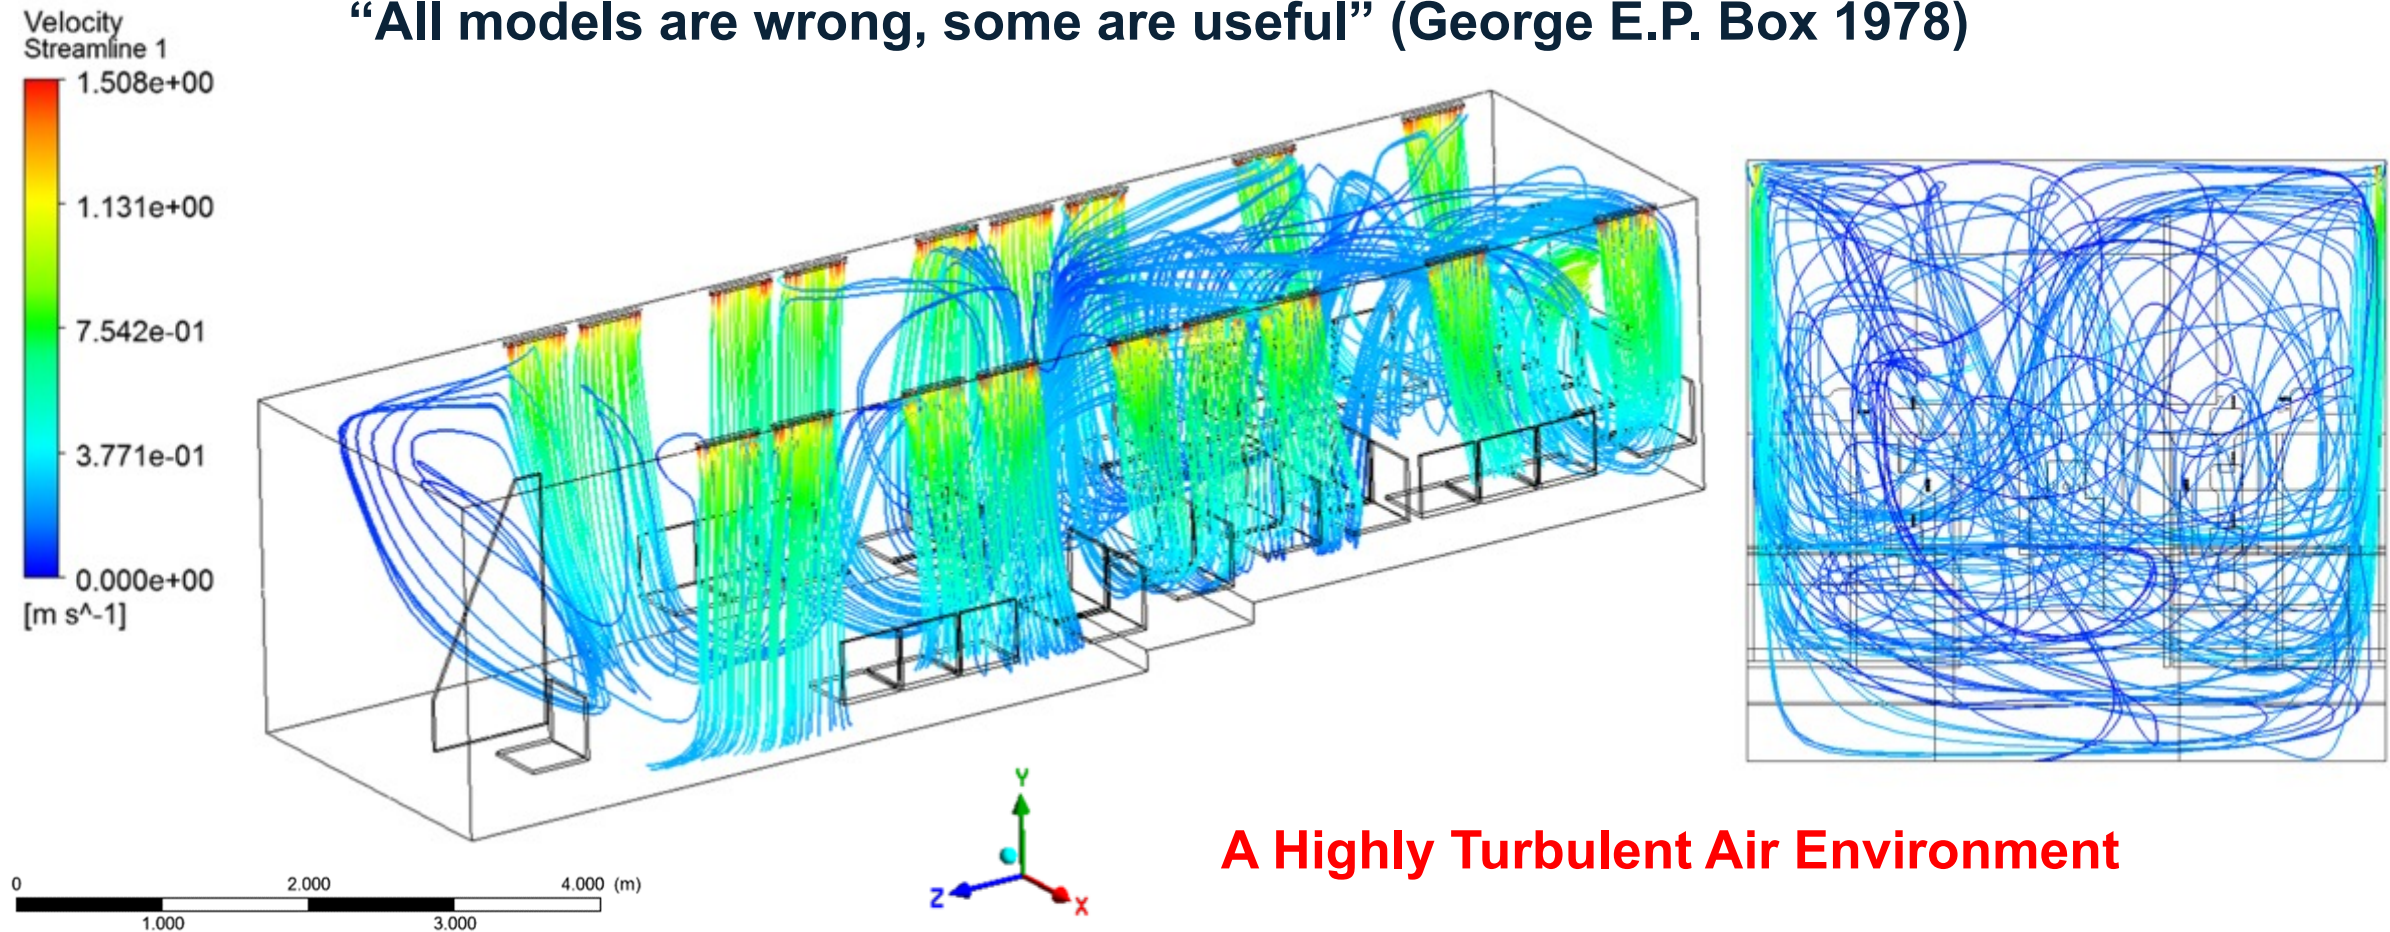 “All models are wrong, some are useful” (George E.P. Box 1978)
Velocity
Streamline 1
1.508e+00
1.131e+00
7.542e-01
3.771e-01
0.000e+00
[m s^-1]
Y
Z
X
A Highly Turbulent Air Environment
0 2.000 4.000 (m)
1.000 3.000